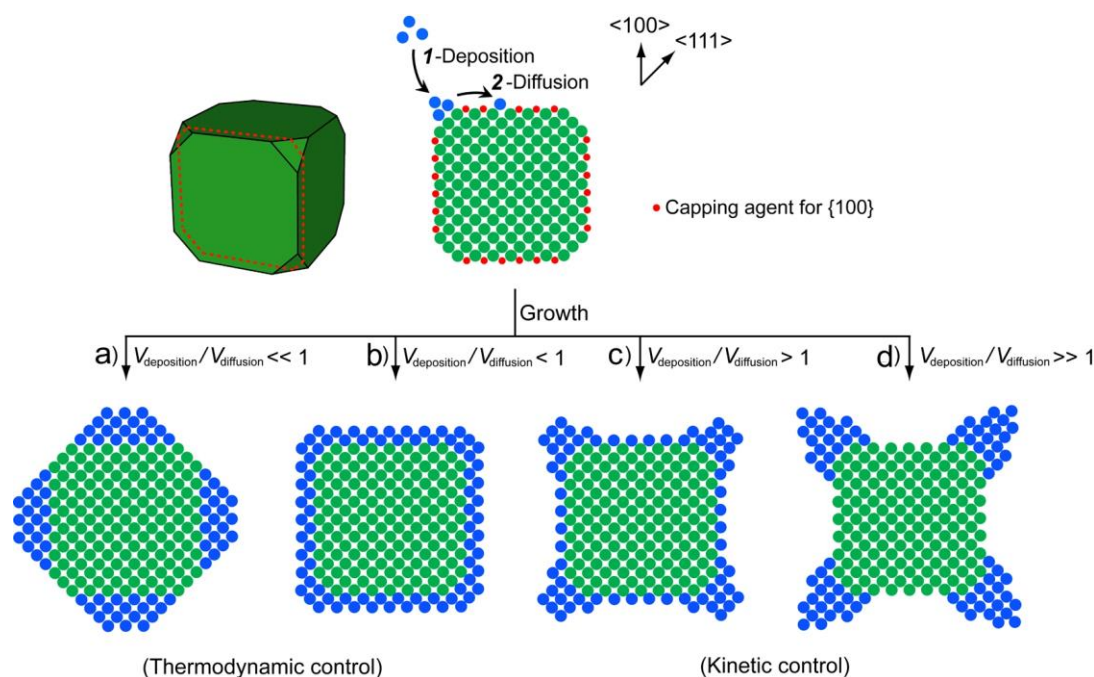 <100>
<111>
1-Deposition
2-Diffusion
Capping agent for {100}
Growth
a) Vdeposition/Vdiffusion << 1
b) Vdeposition/Vdiffusion < 1
c) Vdeposition/Vdiffusion > 1
d) Vdeposition/Vdiffusion >> 1
(Thermodynamic control)
(Kinetic control)